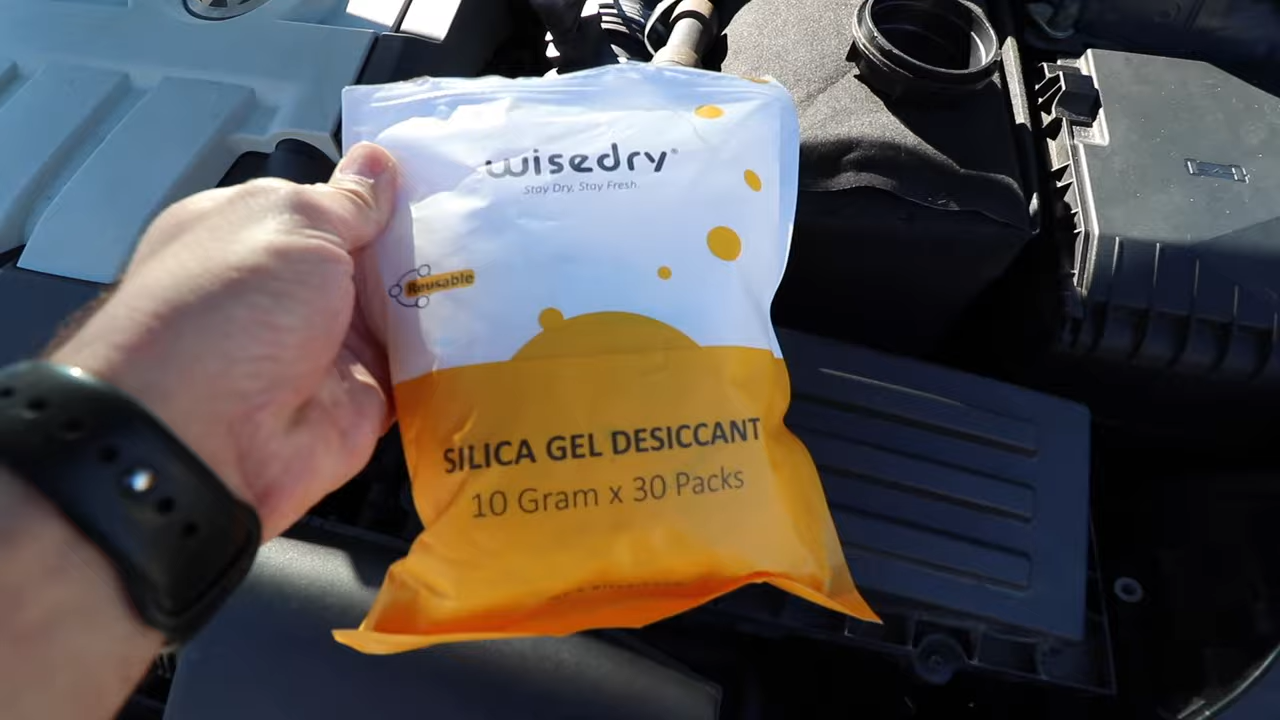 wisedry®
Stay Dry, Stay Fresh.
Reusable
SILICA GEL DESICCANT
10 Gram x 30 Packs